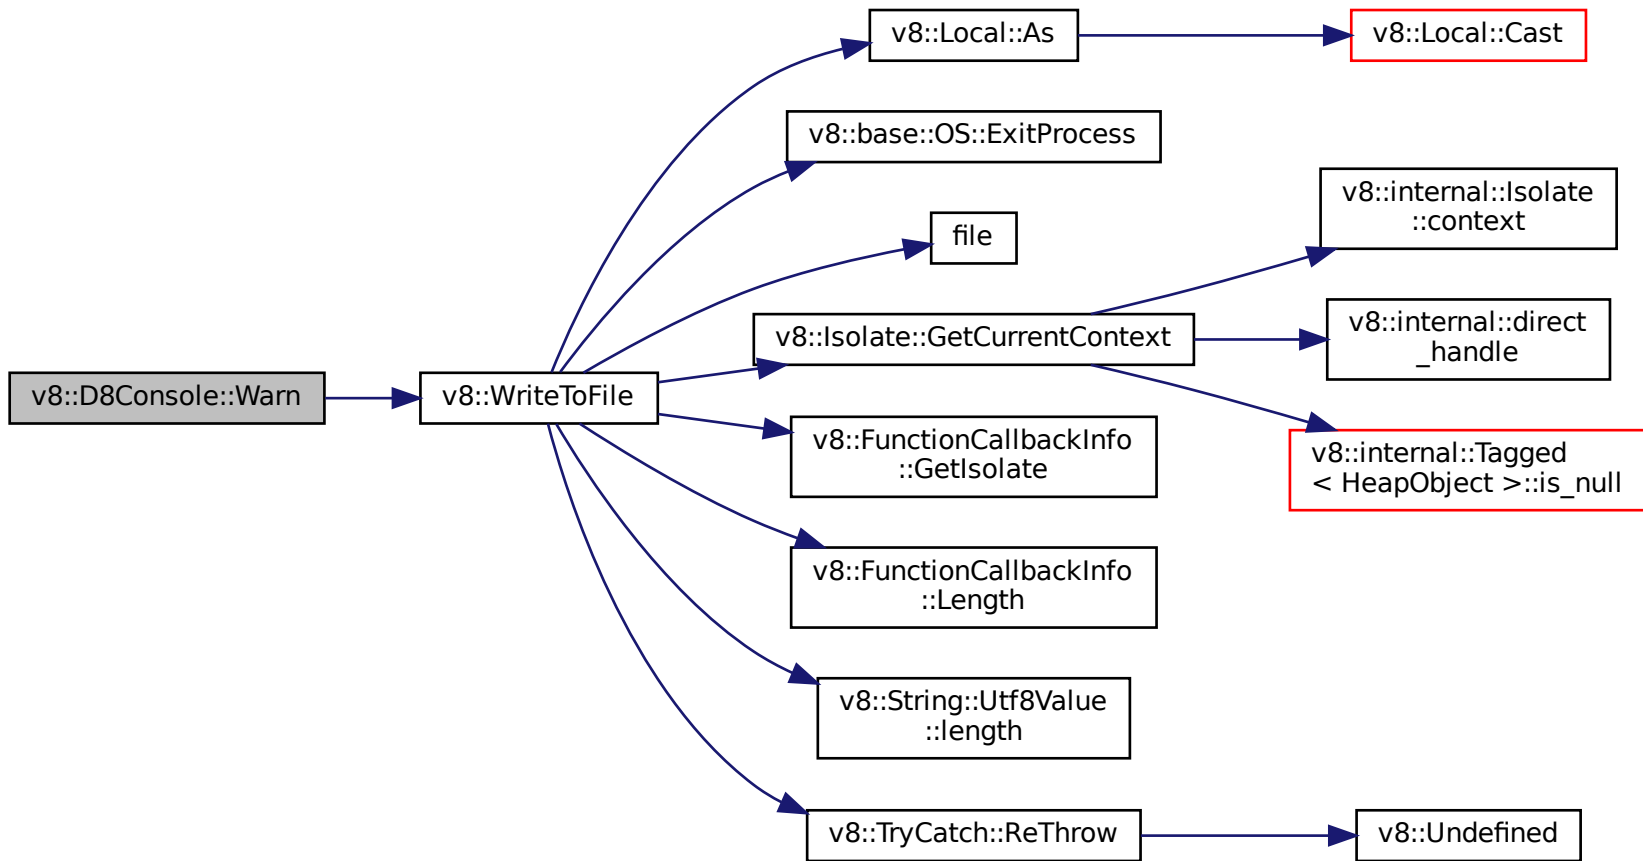 v8::D8Console::Warn
v8::WriteToFile
v8::Local::As
v8::Local::Cast
v8::base::OS::ExitProcess
file
v8::Isolate::GetCurrentContext
v8::internal::Isolate
::context
v8::internal::direct
_handle
v8::internal::Tagged
< HeapObject >::is_null
v8::FunctionCallbackInfo
::GetIsolate
v8::FunctionCallbackInfo
::Length
v8::String::Utf8Value
::length
v8::TryCatch::ReThrow
v8::Undefined